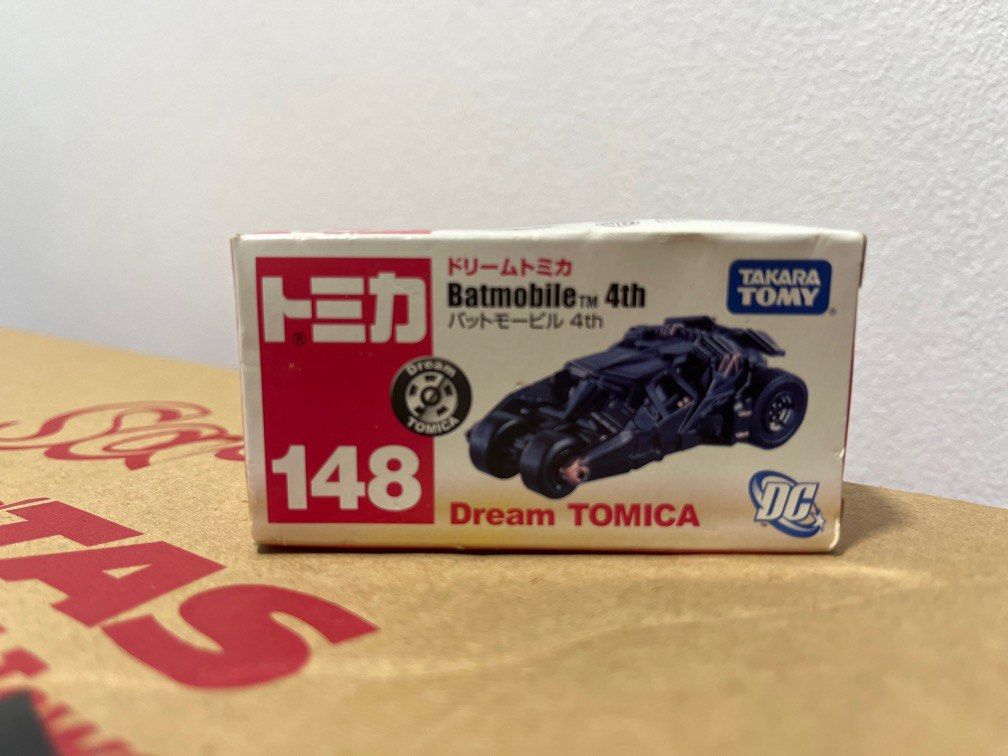 トミカ
®
ドリームトミカ
Batmobile™ 4th
バットモービル 4th
TAKARA
TOMY®
Dream
TOMICA
148
Dream TOMICA
DC™
TAS